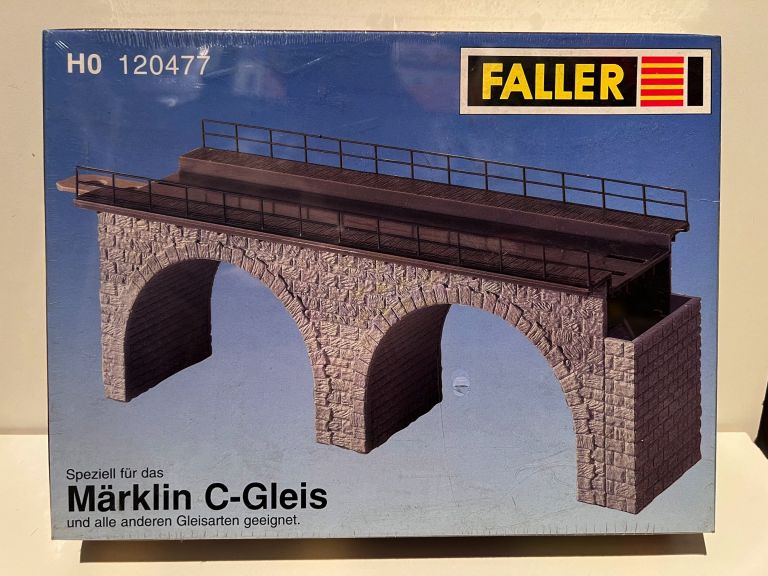 H0 120477
FALLER
Speziell für das
Märklin C-Gleis
und alle anderen Gleisarten geeignet.